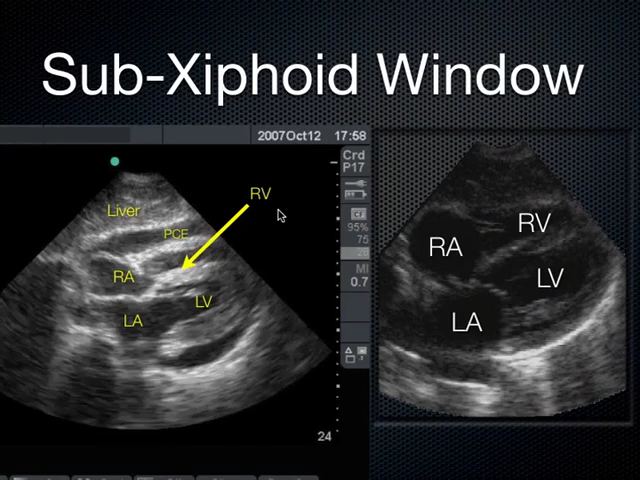 Sub-Xiphoid Window
2007Oct12 17:58
Crd
P17
95%
75
MI
0.7
24
Liver
PCE
RV
RA
LV
LA
RA
RV
LV
LA